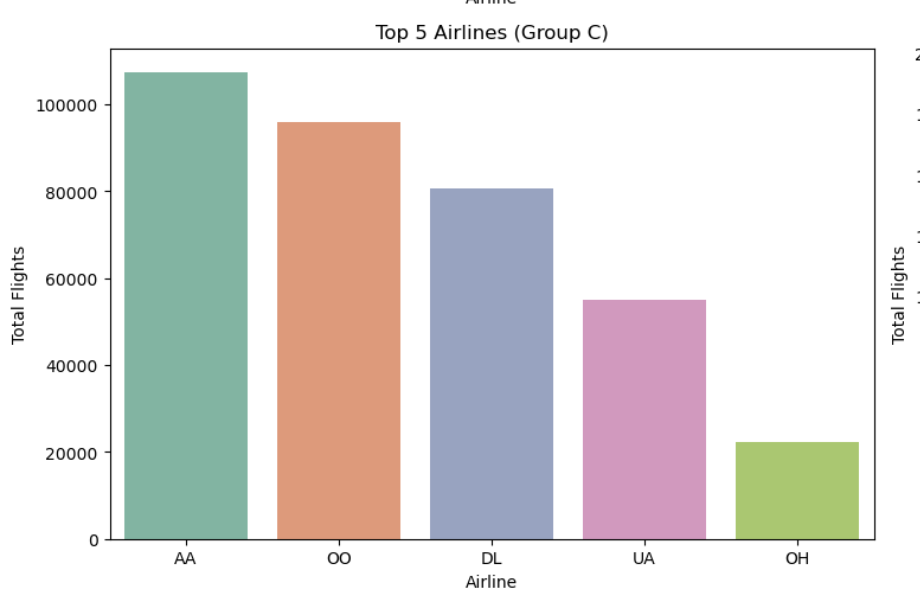 Airline
Top 5 Airlines (Group C)
Total Flights
100000
80000
60000
40000
20000
0
AA OO DL UA OH
Airline
Total Flights